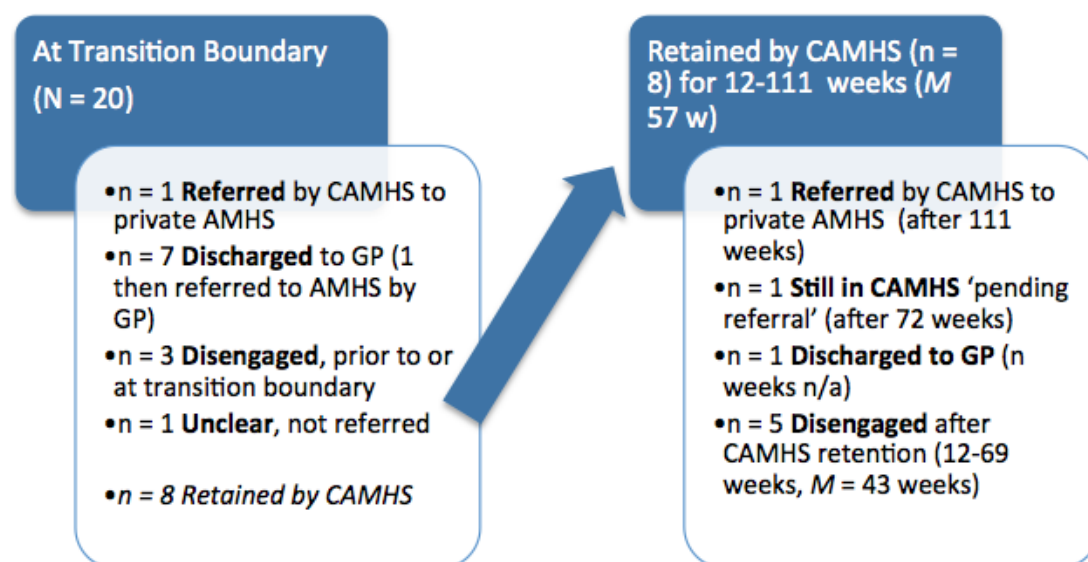 At Transition Boundary
(N = 20)
•n = 1 Referred by CAMHS to
private AMHS
•n = 7 Discharged to GP (1
then referred to AMHS by
GP)
•n = 3 Disengaged, prior to or
at transition boundary
•n = 1 Unclear, not referred
•n = 8 Retained by CAMHS
Retained by CAMHS (n =
8) for 12-111 weeks (M
57 w)
•n = 1 Referred by CAMHS to
private AMHS (after 111
weeks)
•n = 1 Still in CAMHS ‘pending
referral’ (after 72 weeks)
•n = 1 Discharged to GP (n
weeks n/a)
•n = 5 Disengaged after
CAMHS retention (12-69
weeks, M = 43 weeks)